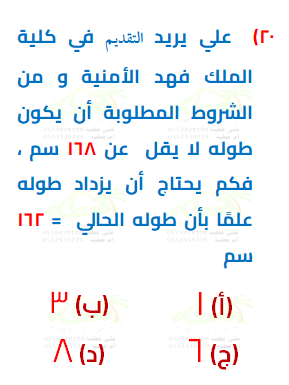 ٢٠) علي يريد التقديم في كلية
الملك فهد الأمنية و من
الشروط المطلوبة أن يكون
طوله لا يقل عن ١٦٨ سم ،
فكم يحتاج أن يزداد طوله
علمًا بأن طوله الحالي = ١٦٢
سم
(أ) ١ (ب) ٣
(ج) ٦ (د) ٨